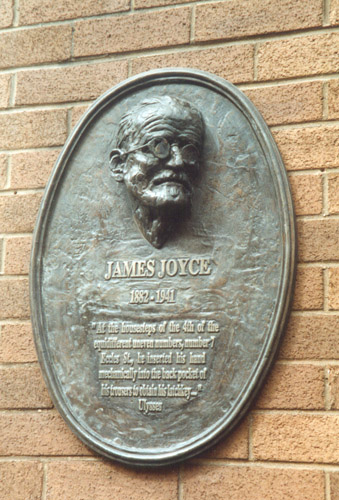 JAMES JOYCE
1882 - 1941
"At the housesteps of the 4th of the
equidifferent uneven numbers, number 7
Eccles St., he inserted his hand
mechanically into the back pocket of
his trousers to obtain his latchkey..."
Ulysses